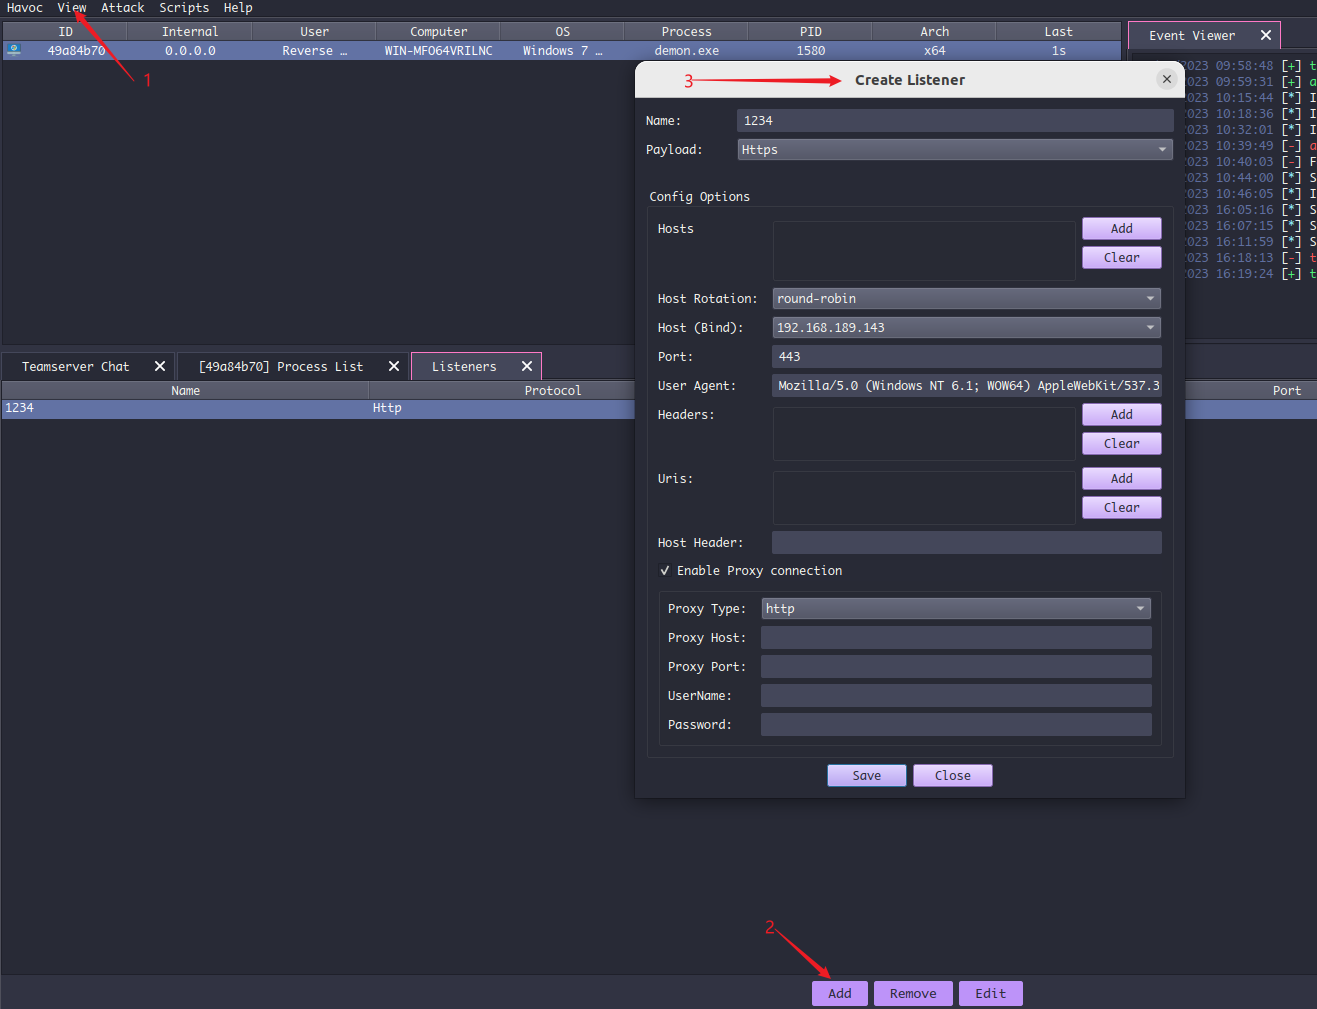 Havoc View Attack Scripts Help
ID Internal User Computer OS Process PID Arch Last
49a84b70 0.0.0.0 Reverse … WIN-MFO64VRILNC Windows 7 … demon.exe 1580 x64 1s
1
Event Viewer
2023 09:58:48 [+] t
023 09:59:31 [+] a
023 10:15:44 [*] I
023 10:18:36 [*] I
023 10:32:01 [*] I
023 10:39:49 [-] a
023 10:40:03 [-] F
023 10:44:00 [*] S
023 10:46:05 [*] I
023 16:05:16 [*] S
023 16:07:15 [*] S
023 16:11:59 [*] S
023 16:18:13 [-] t
023 16:19:24 [+] t
3 Create Listener
Name: 1234
Payload: Https
Config Options
Hosts Add
Clear
Host Rotation: round-robin
Host (Bind): 192.168.189.143
Port: 443
User Agent: Mozilla/5.0 (Windows NT 6.1; WOW64) AppleWebKit/537.3
Headers: Add
Clear
Uris: Add
Clear
Host Header:
Enable Proxy connection
Proxy Type: http
Proxy Host:
Proxy Port:
UserName:
Password:
Save Close
Teamserver Chat [49a84b70] Process List Listeners
Name Protocol Port
1234 Http
2
Add Remove Edit